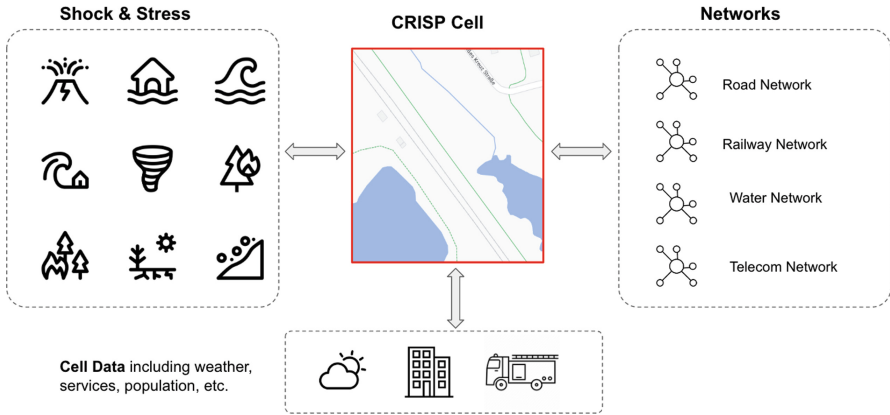 Shock & Stress
CRISP Cell
Networks
Road Network
Railway Network
Water Network
Telecom Network
Cell Data including weather,
services, population, etc.